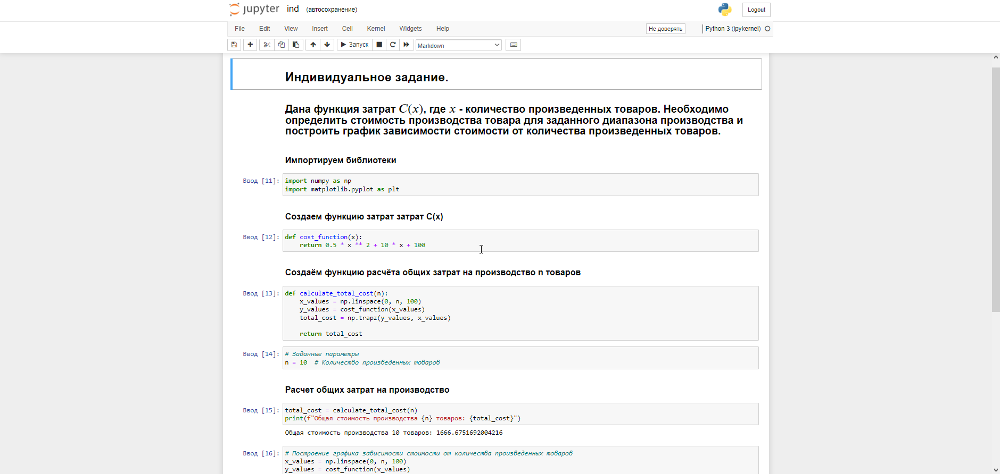 jupyter ind (автосохранение)
Logout
File Edit View Insert Cell Kernel Widgets Help
Не доверять
Python 3 (ipykernel)
Запуск
Markdown
Индивидуальное задание.
Дана функция затрат C(x), где x - количество произведенных товаров. Необходимо
определить стоимость производства товара для заданного диапазона производства и
построить график зависимости стоимости от количества произведенных товаров.
Импортируем библиотеки
Ввод [11]:
import numpy as np
import matplotlib.pyplot as plt
Создаем функцию затрат затрат C(x)
Ввод [12]:
def cost_function(x):
    return 0.5 * x ** 2 + 10 * x + 100
Создаём функцию расчёта общих затрат на производство n товаров
Ввод [13]:
def calculate_total_cost(n):
    x_values = np.linspace(0, n, 100)
    y_values = cost_function(x_values)
    total_cost = np.trapz(y_values, x_values)
    return total_cost
Ввод [14]:
# Заданные параметры
n = 10  # Количество произведенных товаров
Расчет общих затрат на производство
Ввод [15]:
total_cost = calculate_total_cost(n)
print(f"Общая стоимость производства {n} товаров: {total_cost}")
Общая стоимость производства 10 товаров: 1666.6751692004216
Ввод [16]:
# Построение графика зависимости стоимости от количества произведенных товаров
x_values = np.linspace(0, n, 100)
y_values = cost_function(x_values)